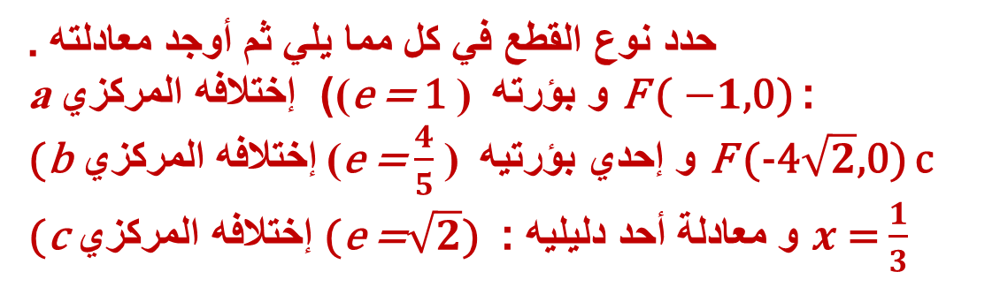 حدد نوع القطع في كل مما يلي ثم أوجد معادلته .
a إختلافه المركزي ((e = 1) و بؤرته F( −1,0) :
b) إختلافه المركزي (e = 4/5) و إحدي بؤرتيه F(-4√2,0) c
c) إختلافه المركزي (e =√2) : و معادلة أحد دليليه x = 1/3